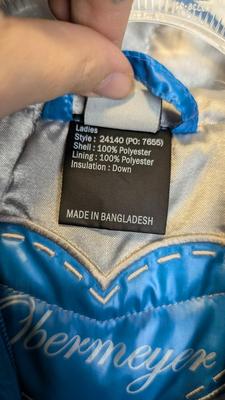 Ladies
Style : 24140 (PO: 7655)
Shell : 100% Polyester
Lining : 100% Polyester
Insulation : Down
MADE IN BANGLADESH
Obermeyer